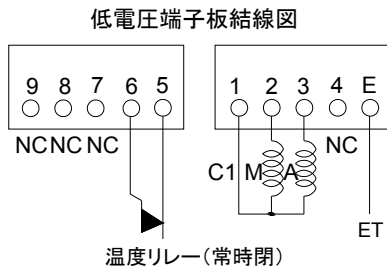 低電圧端子板結線図
9 8 7 6 5 1 2 3 4 E
NC NC NC NC
C1 M A
ET
温度リレー(常時閉)